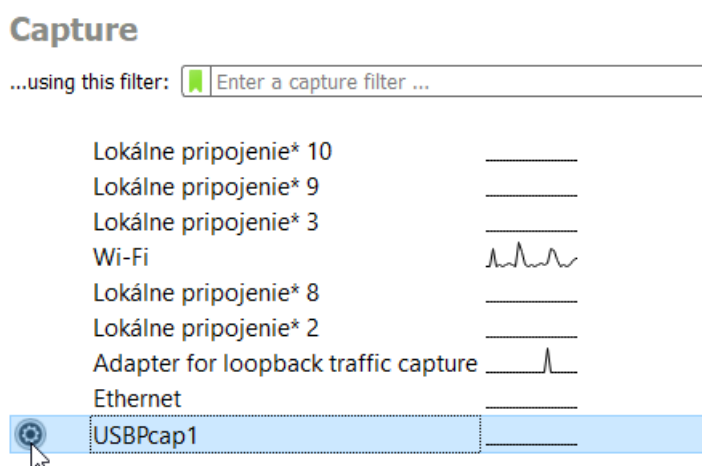 Capture
...using this filter: Enter a capture filter ...
Lokálne pripojenie* 10
Lokálne pripojenie* 9
Lokálne pripojenie* 3
Wi-Fi
Lokálne pripojenie* 8
Lokálne pripojenie* 2
Adapter for loopback traffic capture
Ethernet
USBPcap1